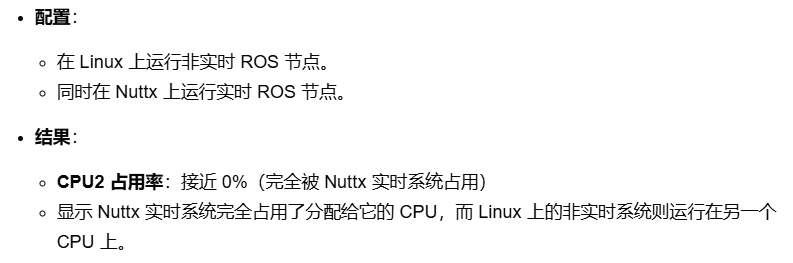 配置：
在 Linux 上运行非实时 ROS 节点。
同时在 Nuttx 上运行实时 ROS 节点。
结果：
CPU2 占用率：接近 0%（完全被 Nuttx 实时系统占用）
显示 Nuttx 实时系统完全占用了分配给它的 CPU，而 Linux 上的非实时系统则运行在另一个
CPU 上。